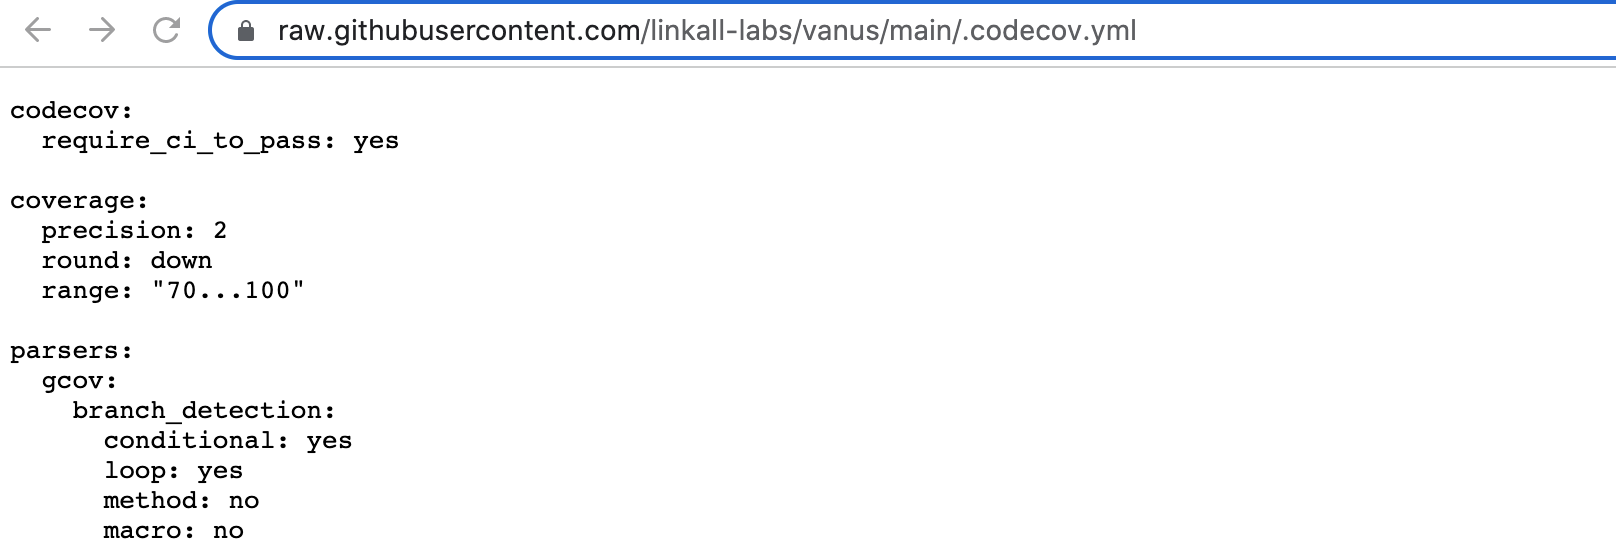 raw.githubusercontent.com/linkall-labs/vanus/main/.codecov.yml
codecov:
  require_ci_to_pass: yes
coverage:
  precision: 2
  round: down
  range: "70...100"
parsers:
  gcov:
    branch_detection:
      conditional: yes
      loop: yes
      method: no
      macro: no